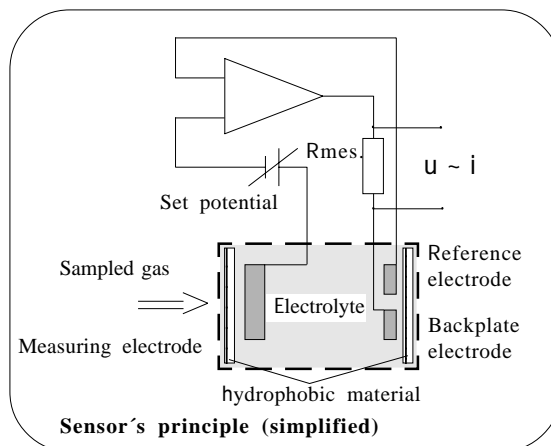 Rmes.
u ~ i
Set potential
Sampled gas
Reference
electrode
Electrolyte
Measuring electrode
Backplate
electrode
hydrophobic material
Sensor´s principle (simplified)